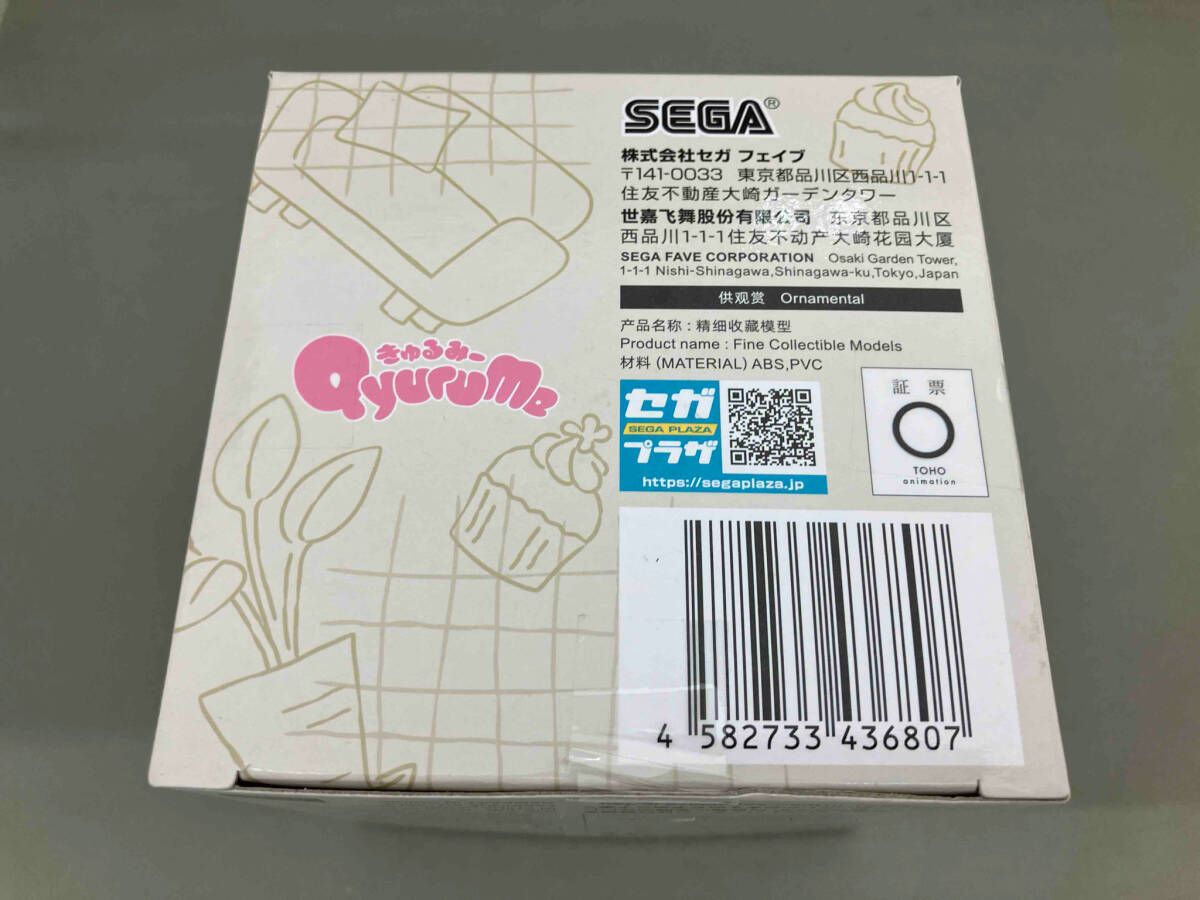 SEGA®
株式会社セガ フェイブ
〒141-0033 東京都品川区西品川1-1-1
住友不動産大崎ガーデンタワー
世嘉飞舞股份有限公司 东京都品川区
西品川1-1-1住友不动产大崎花园大厦
SEGA FAVE CORPORATION Osaki Garden Tower,
1-1-1 Nishi-Shinagawa,Shinagawa-ku,Tokyo,Japan
供观赏 Ornamental
产品名称：精细收藏模型
Product name : Fine Collectible Models
材料 (MATERIAL) ABS,PVC
きゅるみー
QyuruMe
セガ
SEGA PLAZA
プラザ
https://segaplaza.jp
証 票
TOHO
animation
4 582733 436807